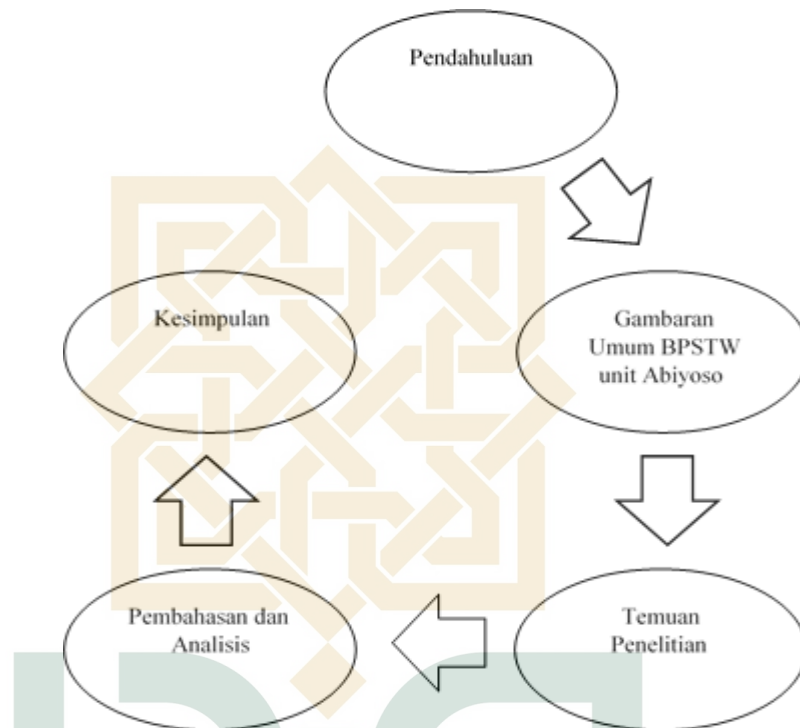 Pendahuluan
Gambaran
Umum BPSTW
unit Abiyoso
Temuan
Penelitian
Pembahasan dan
Analisis
Kesimpulan